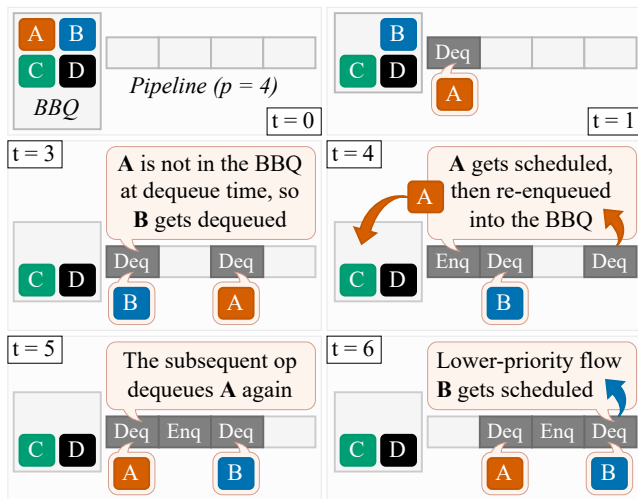 A B
C D
BBQ
Pipeline (p = 4)
t = 0
B
C D
Deq
A
t = 1
t = 3
A is not in the BBQ
at dequeue time, so
B gets dequeued
C D
Deq Deq
B A
t = 4
A gets scheduled,
then re-enqueued
into the BBQ
A
C D
Enq Deq Deq
B
t = 5
The subsequent op
dequeues A again
C D
Deq Enq Deq
A B
t = 6
Lower-priority flow
B gets scheduled
C D
Deq Enq Deq
A B